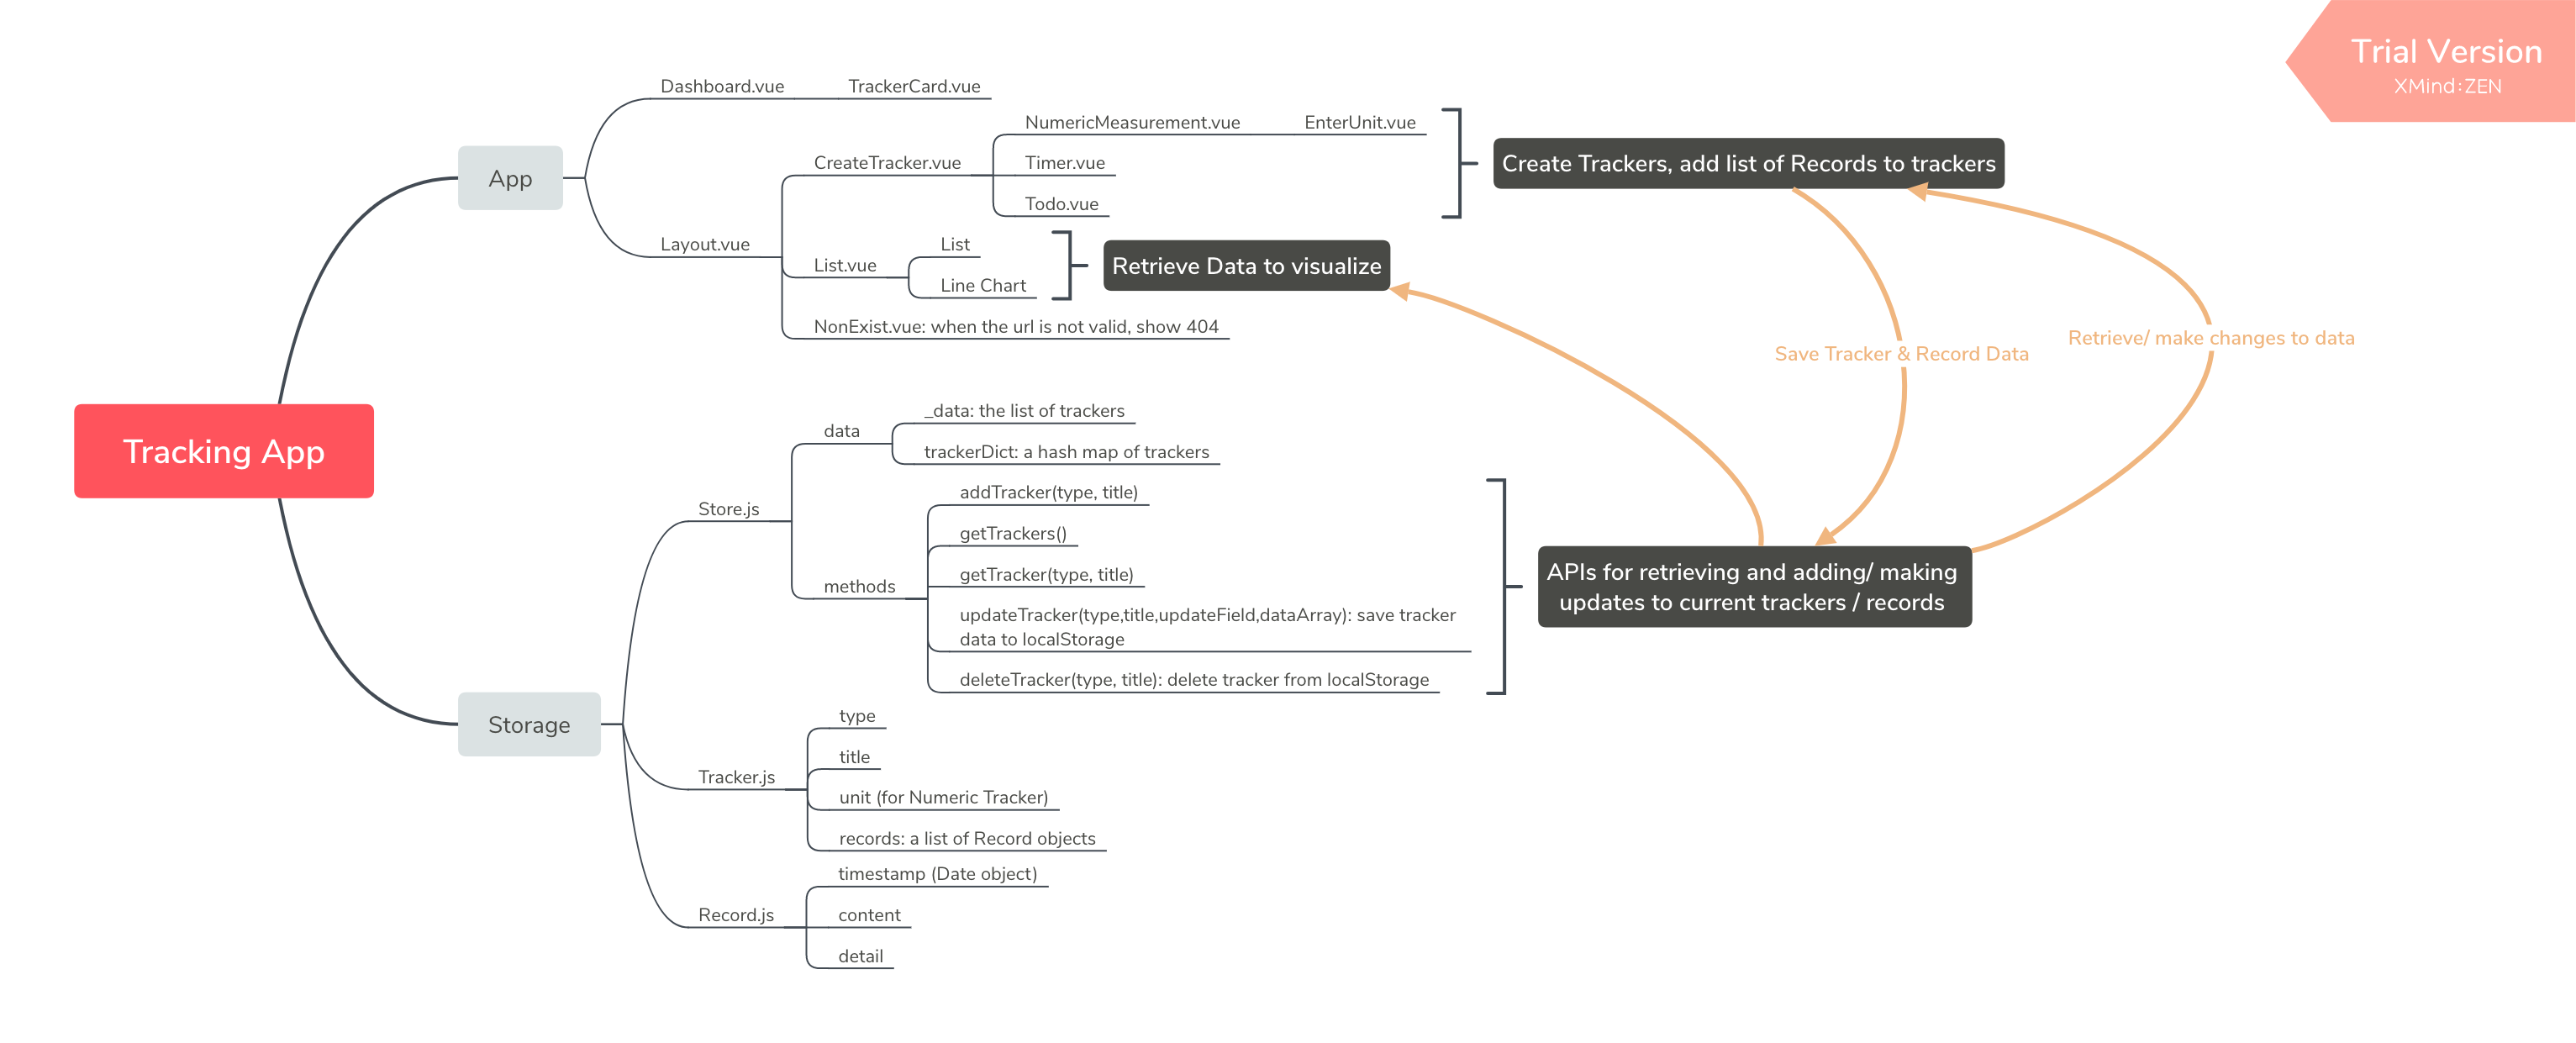 Trial Version
XMind:ZEN
Dashboard.vue
TrackerCard.vue
NumericMeasurement.vue
EnterUnit.vue
CreateTracker.vue
Timer.vue
Todo.vue
Create Trackers, add list of Records to trackers
App
Layout.vue
List.vue
List
Line Chart
Retrieve Data to visualize
NonExist.vue: when the url is not valid, show 404
Save Tracker & Record Data
Retrieve/ make changes to data
Tracking App
_data: the list of trackers
data
trackerDict: a hash map of trackers
Store.js
addTracker(type, title)
getTrackers()
getTracker(type, title)
methods
updateTracker(type,title,updateField,dataArray): save tracker
data to localStorage
deleteTracker(type, title): delete tracker from localStorage
APIs for retrieving and adding/ making
updates to current trackers / records
Storage
type
title
Tracker.js
unit (for Numeric Tracker)
records: a list of Record objects
timestamp (Date object)
Record.js
content
detail